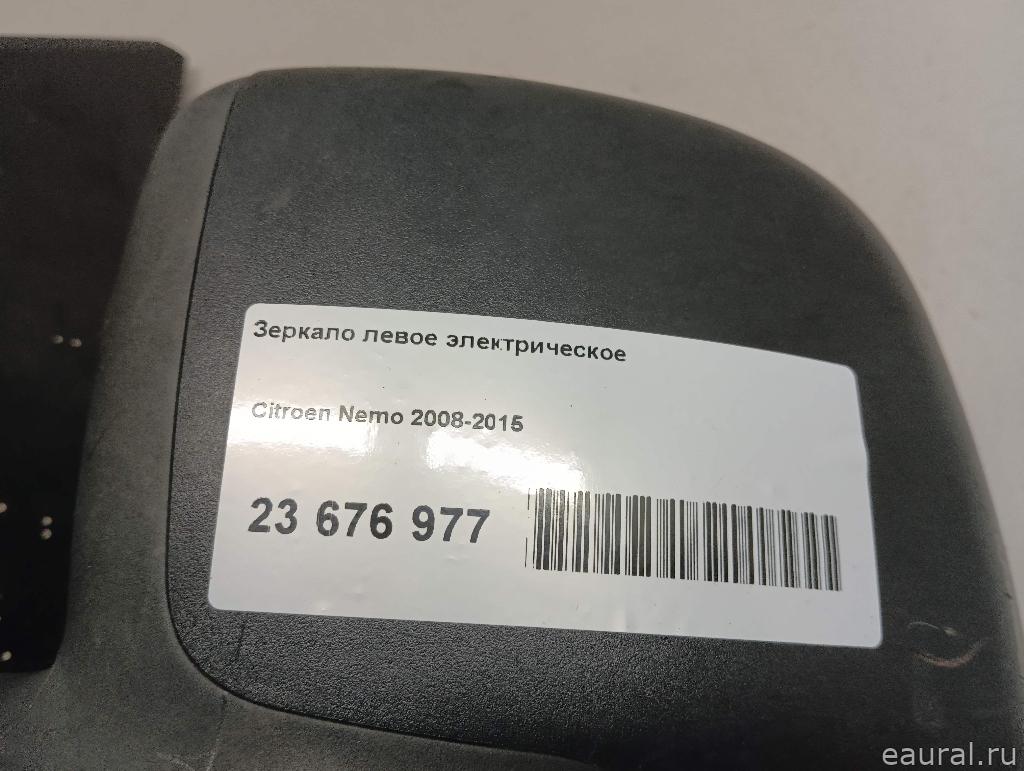 Зеркало левое электрическое
Citroen Nemo 2008-2015
23 676 977
eaural.ru